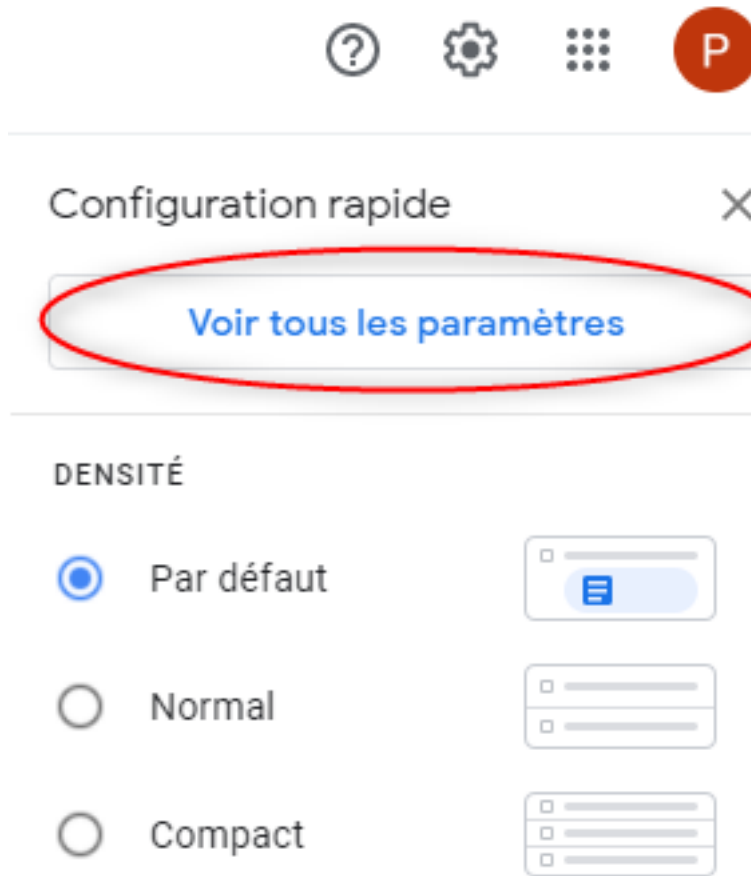 P
Configuration rapide
Voir tous les paramètres
DENSITÉ
Par défaut
Normal
Compact